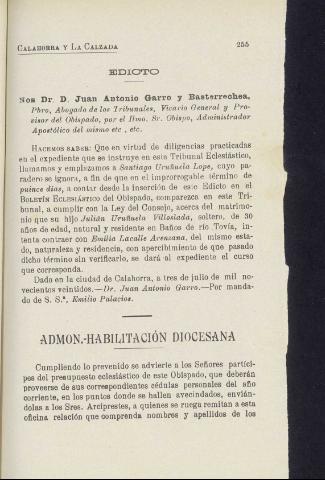 CALAHORRA Y LA CALZADA 255
EDICTO
Nos Dr. D. Juan Antonio Garro y Basterrechea,
Pbro, Abogado de los Tribunales, Vicario General y Pro-
visor del Obispado, por el Ilmo. Sr. Obispo, Administrador
Apostólico del mismo etc , etc.
HACEMOS SABER: Que en virtud de diligencias practicadas
en el expediente que se instruye en esta Tribunal Eclesiástico,
llamamos y emplazamos a Santiago Uruñuela Lope, cuyo pa-
radero se ignora, a fin de que en el improrrogable término de
quince días, a contar desde la inserción de este Edicto en el
BOLETÍN ECLESIÁSTICO del Obispado, comparezca en este Tri-
bunal, a cumplir con la Ley del Consejo, acerca del matrimo-
nio que su hijo Julián Uruñuela Villoslada, soltero, de 30
años de edad, natural y residente en Baños de río Tovía, in-
tenta contraer con Emilia Lacalle Arenzana, del mismo esta-
do, naturaleza y residencia, con apercibimiento de que pasado
dicho término sin verificarlo, se dará al expediente el curso
que corresponda.
Dado en la ciudad de Calahorra, a tres de julio de mil no-
vecientos veintidos.—Dr. Juan Antonio Garro.—Por manda-
do de S. S.ª, Emilio Palacios.
ADMON.-HABILITACIÓN DIOCESANA
Cumpliendo lo prevenido se advierte a los Señores partíci-
pes del presupuesto eclesiástico de este Obispado, que deberán
proveerse de sus correspondientes cédulas personales del año
corriente, en los puntos donde se hallen avecindados, envián-
dolas a los Sres. Arciprestes, a quienes se ruega remitan a esta
oficina relación que comprenda nombres y apellidos de los